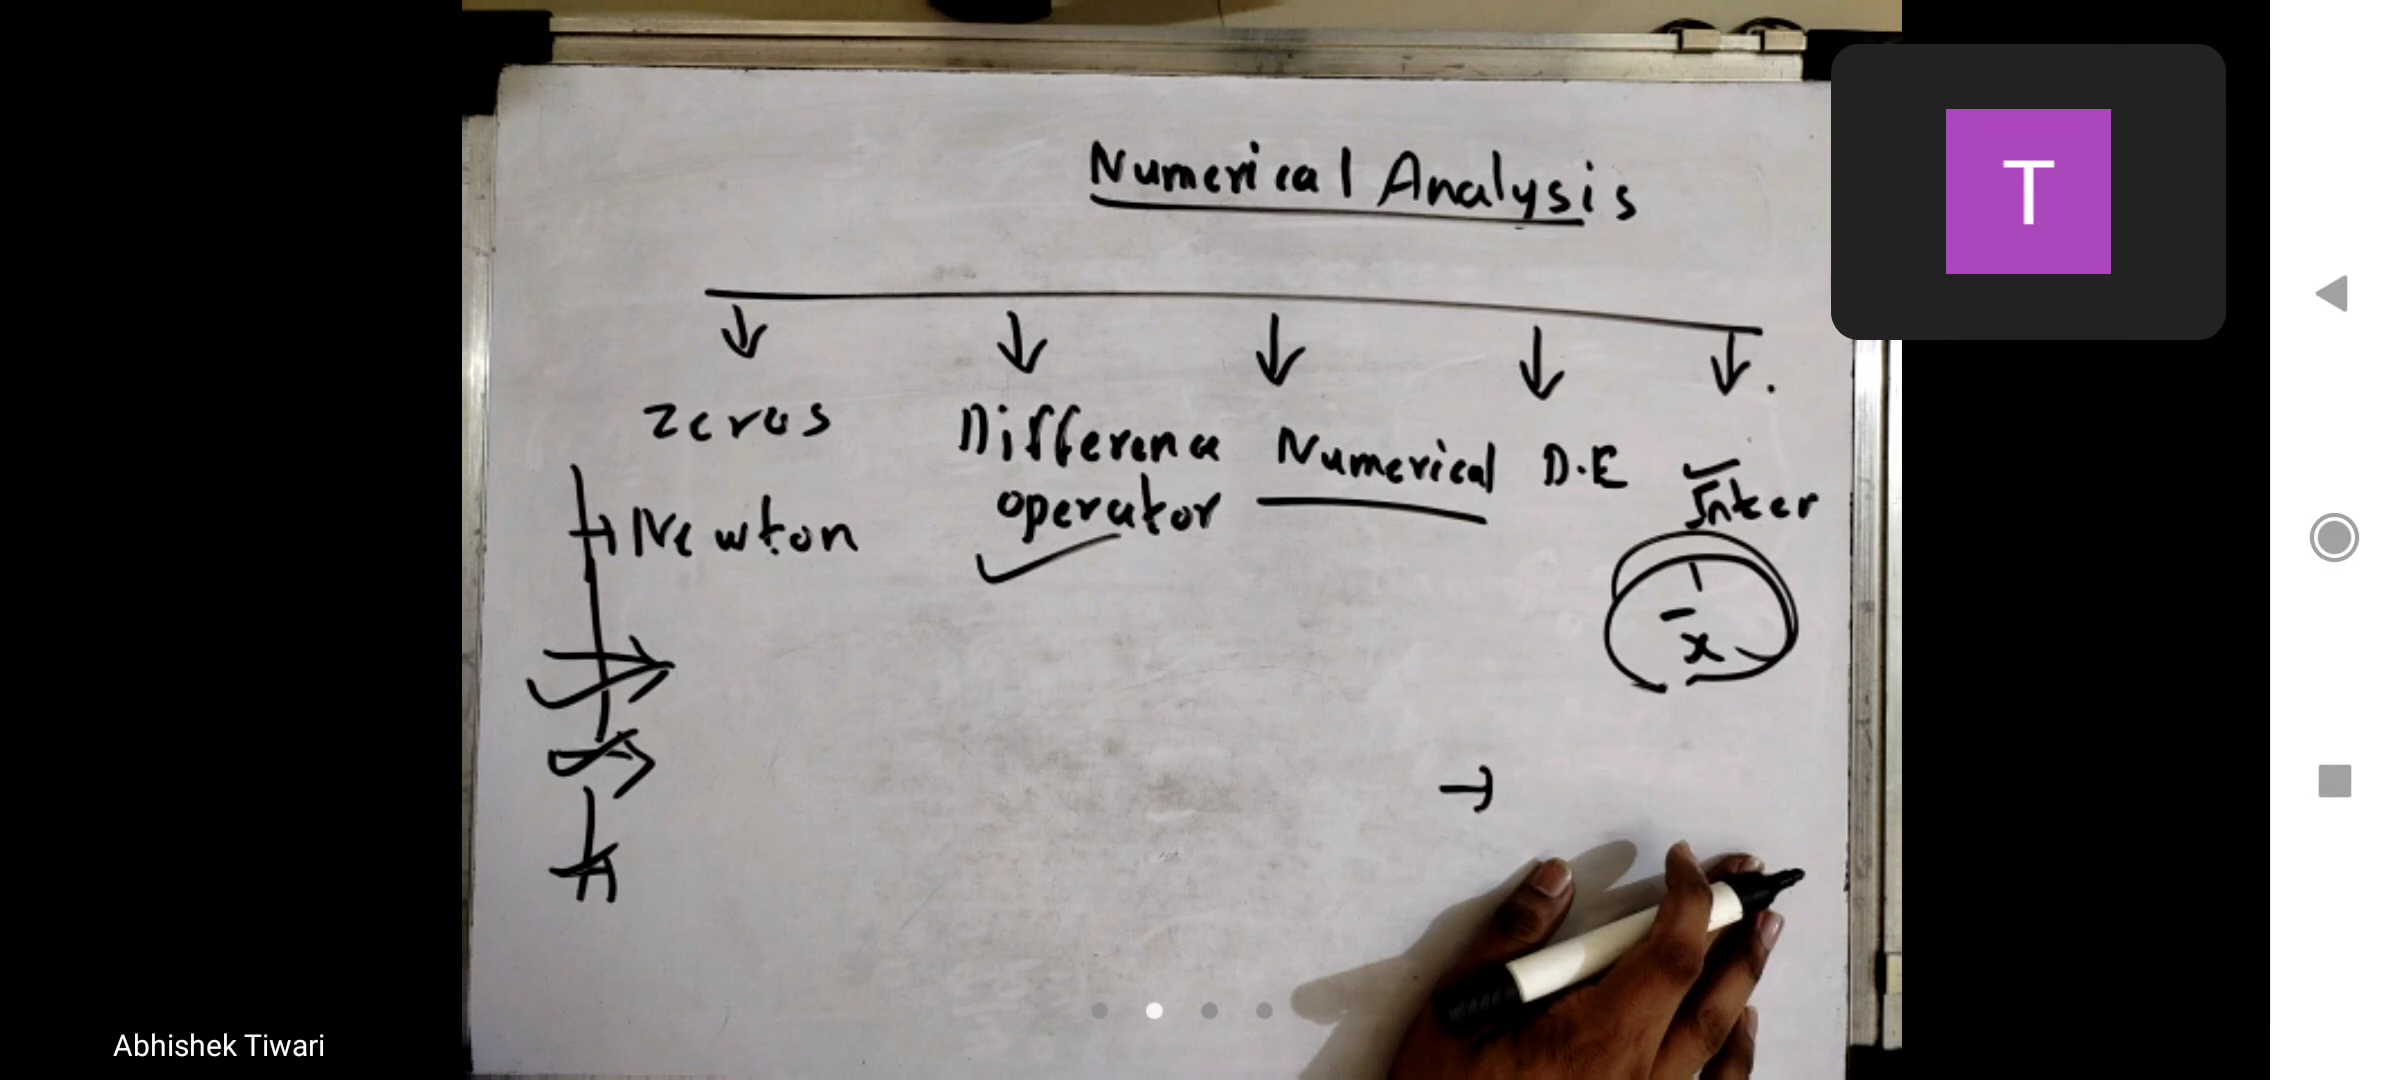 Numerical Analysis
T
Zeros
Difference
operator
Numerical
D.E
Inter
Newton
x
Abhishek Tiwari